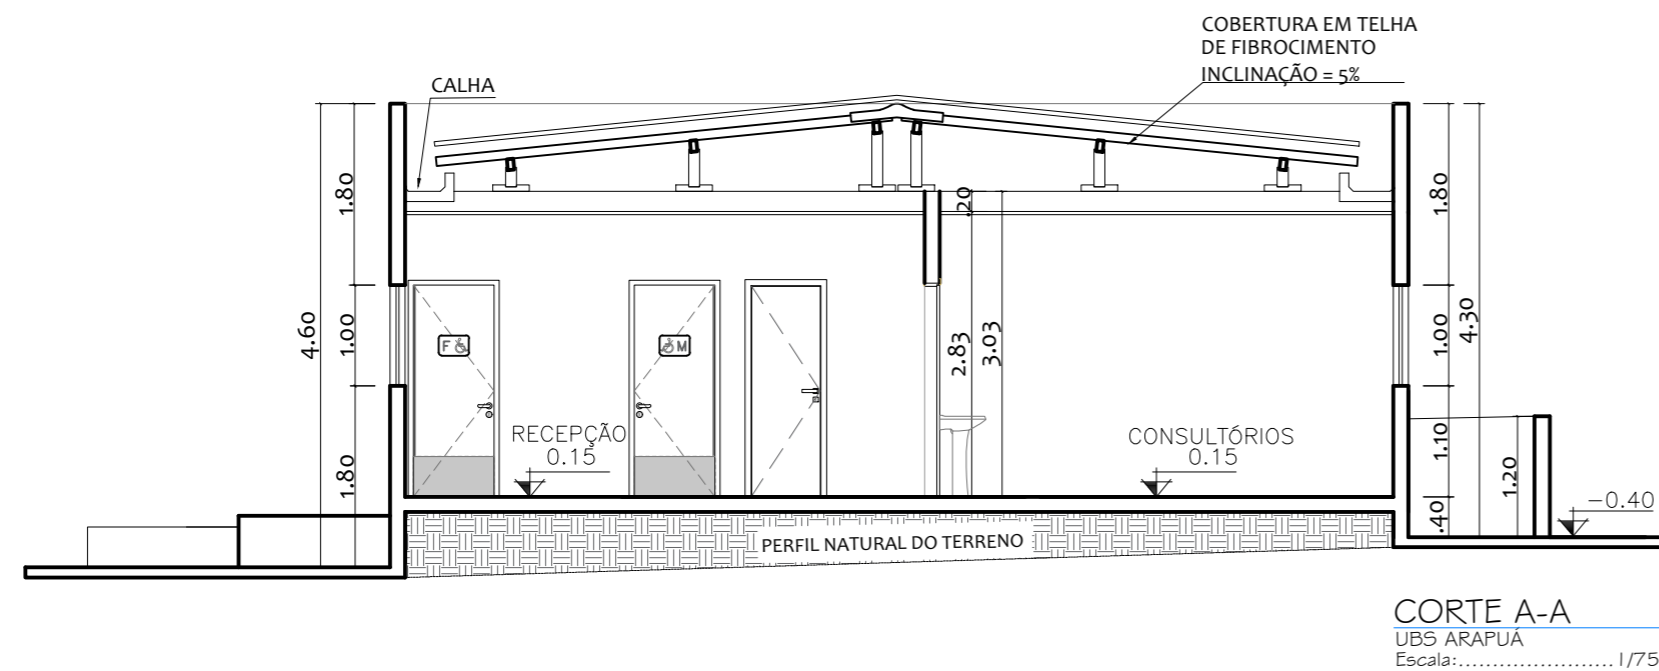 COBERTURA EM TELHA
DE FIBROCIMENTO
INCLINAÇÃO = 5%
CALHA
1.80
1.00
1.80
4.60
F
M
RECEPÇÃO
0.15
.20
2.83
3.03
CONSULTÓRIOS
0.15
1.80
1.00
1.10
.40
4.30
1.20
-0.40
PERFIL NATURAL DO TERRENO
CORTE A-A
UBS ARAPUÁ
Escala:.......................1/75